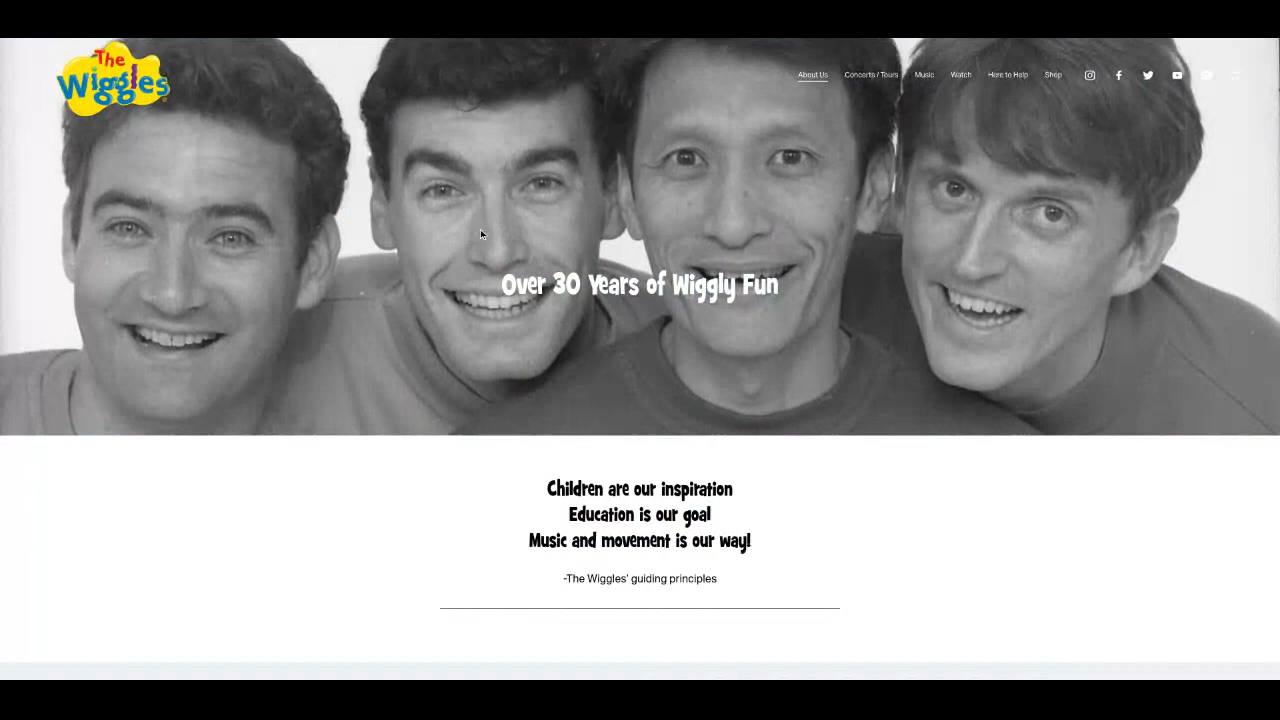 The
Wiggles
About Us
Concerts / Tours
Music
Watch
Here to Help
Shop
Over 30 Years of Wiggly Fun
Children are our inspiration
Education is our goal
Music and movement is our way!
-The Wiggles' guiding principles